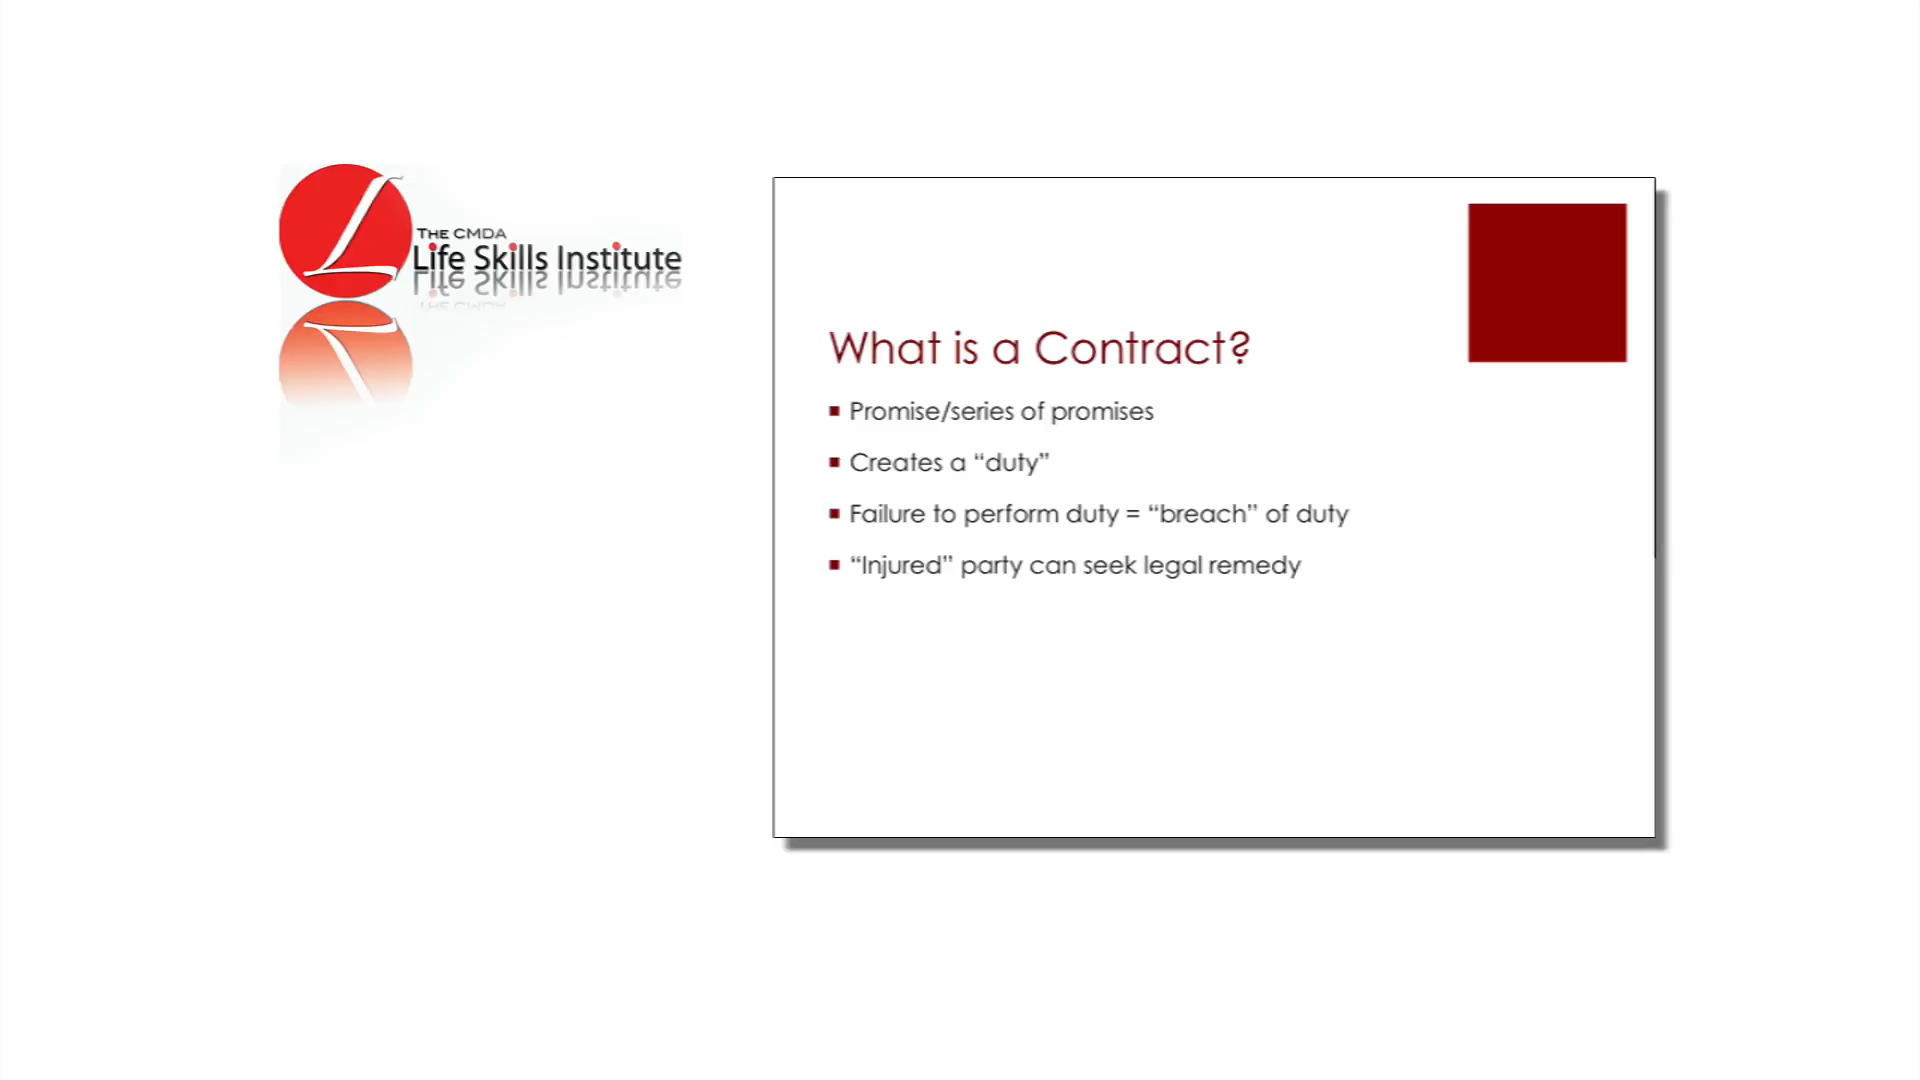 THE CMDA
Life Skills Institute
What is a Contract?
Promise/series of promises
Creates a “duty”
Failure to perform duty = “breach” of duty
“Injured” party can seek legal remedy